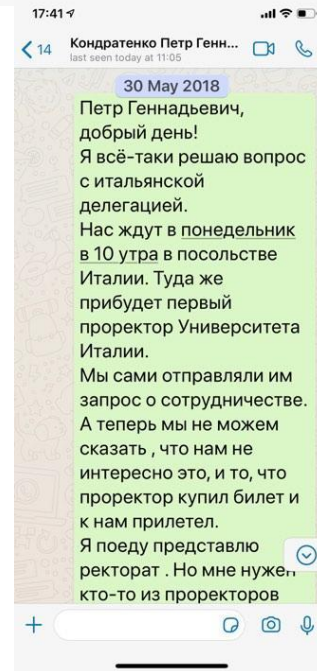 17:41
14
Кондратенко Петр Генн...
last seen today at 11:05
30 May 2018
Петр Геннадьевич,
добрый день!
Я всё-таки решаю вопрос
с итальянской
делегацией.
Нас ждут в понедельник
в 10 утра в посольстве
Италии. Туда же
прибудет первый
проректор Университета
Италии.
Мы сами отправляли им
запрос о сотрудничестве.
А теперь мы не можем
сказать , что нам не
интересно это, и то, что
проректор купил билет и
к нам прилетел.
Я поеду представлю
ректорат . Но мне нужен
кто-то из проректоров